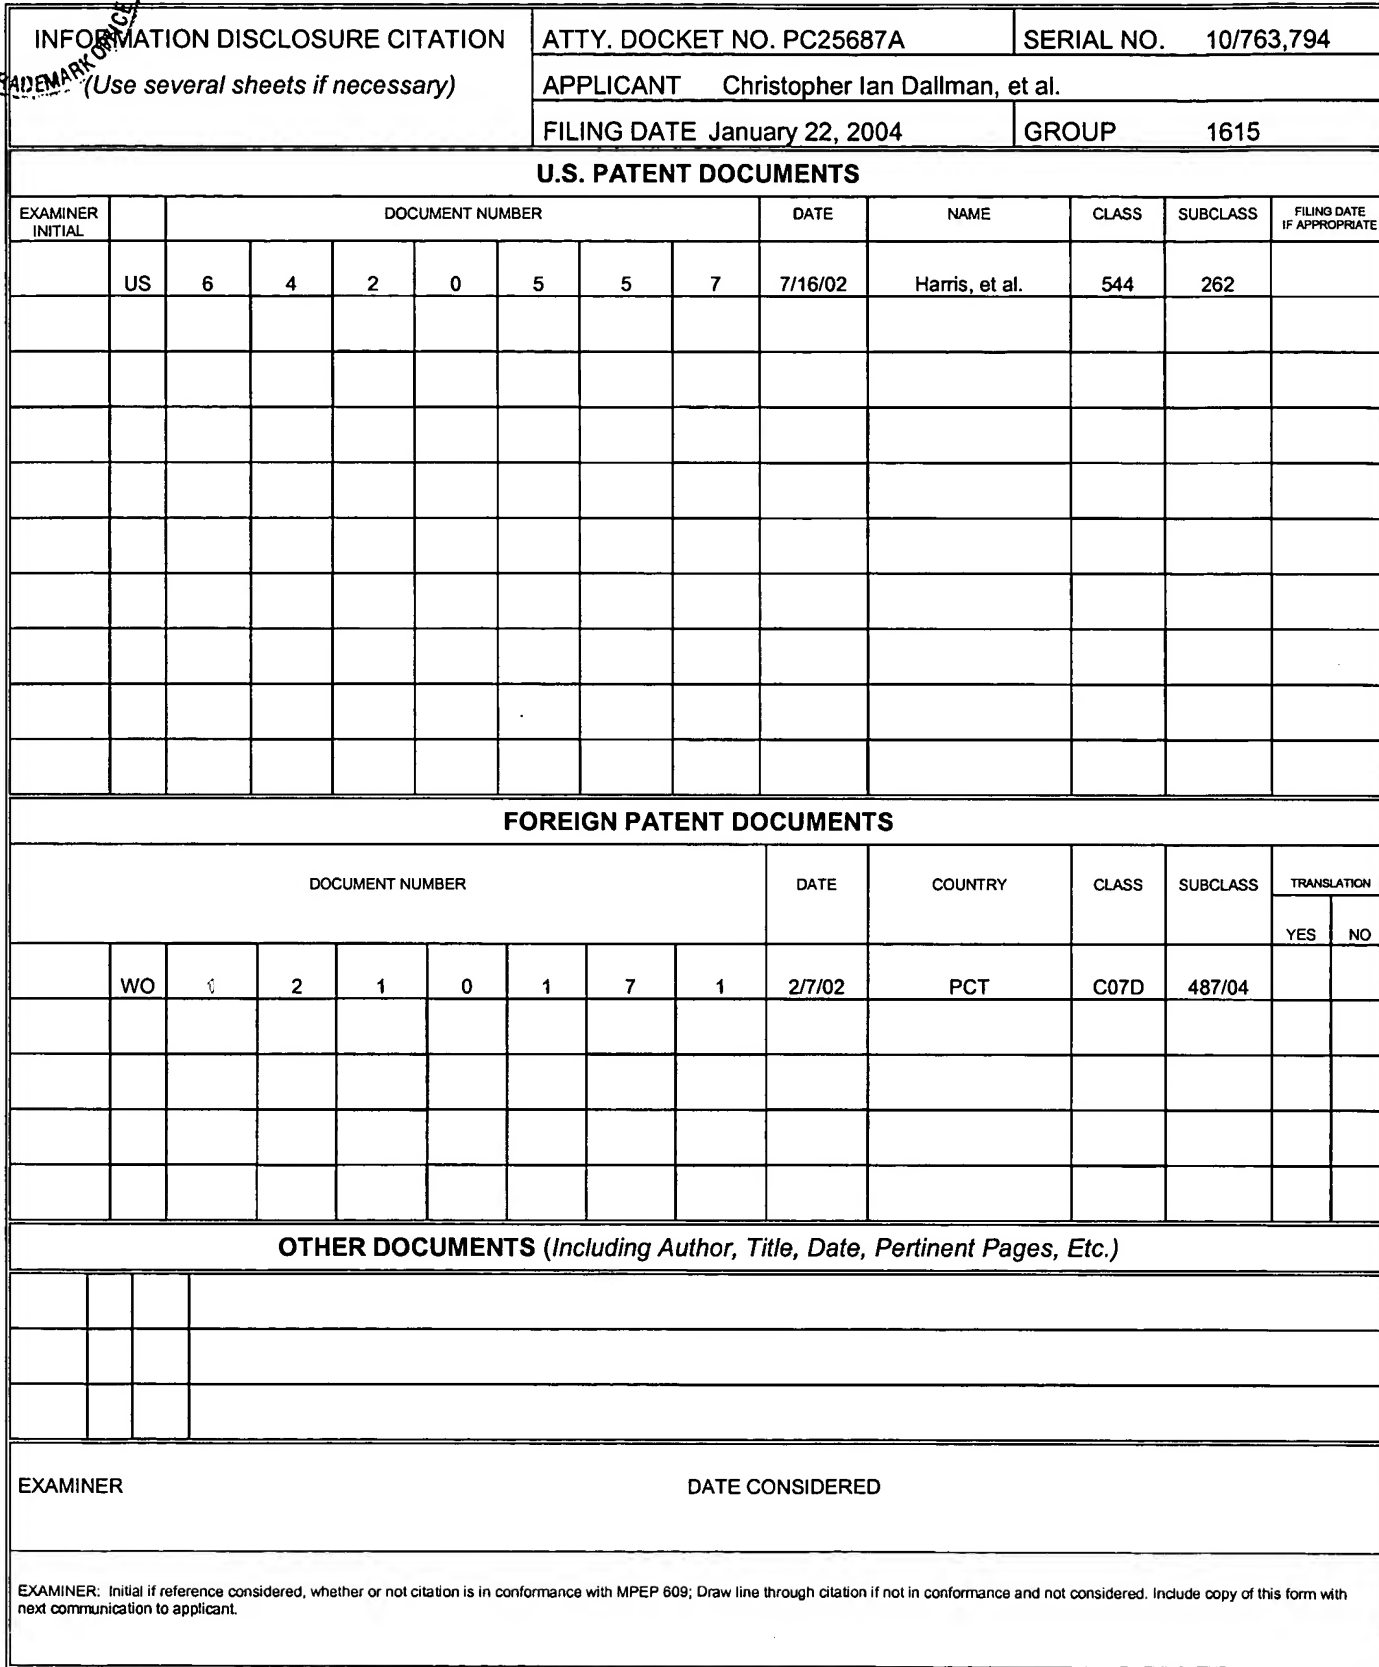 INFORMATION DISCLOSURE CITATION
(Use several sheets if necessary)
ATTY. DOCKET NO. PC25687A
SERIAL NO. 10/763,794
APPLICANT Christopher Ian Dallman, et al.
FILING DATE January 22, 2004
GROUP 1615
U.S. PATENT DOCUMENTS
EXAMINER INITIAL DOCUMENT NUMBER DATE NAME CLASS SUBCLASS FILING DATE IF APPROPRIATE
US 6 4 2 0 5 5 7 7/16/02 Harris, et al. 544 262
FOREIGN PATENT DOCUMENTS
DOCUMENT NUMBER DATE COUNTRY CLASS SUBCLASS TRANSLATION
YES NO
WO 2 1 0 1 7 1 2/7/02 PCT C07D 487/04
OTHER DOCUMENTS (Including Author, Title, Date, Pertinent Pages, Etc.)
EXAMINER DATE CONSIDERED
EXAMINER: Initial if reference considered, whether or not citation is in conformance with MPEP 609; Draw line through citation if not in conformance and not considered. Include copy of this form with
next communication to applicant.